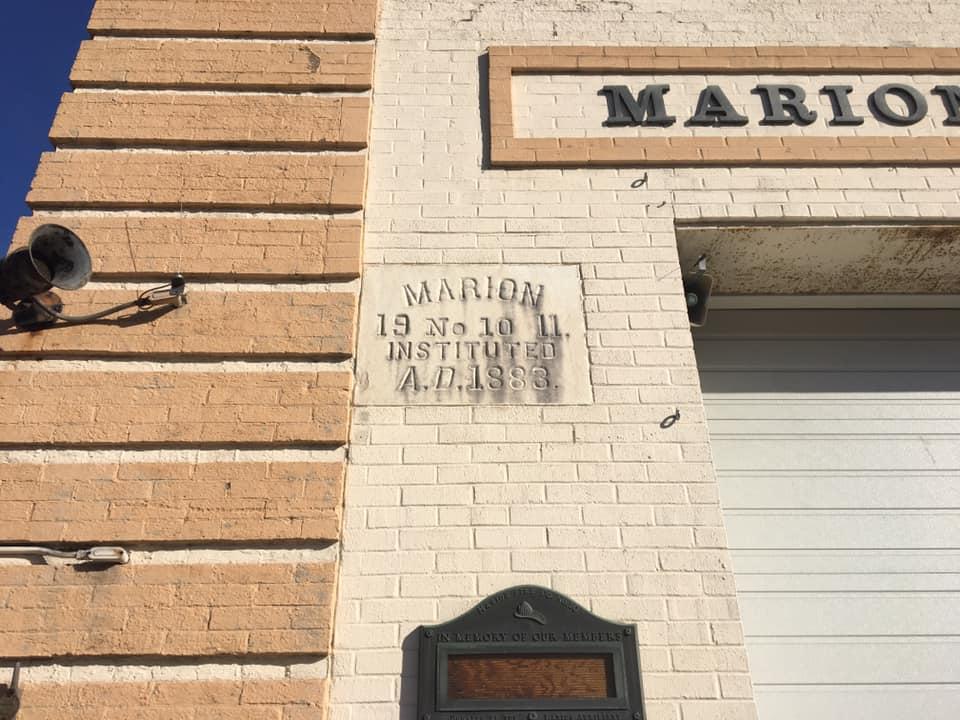 MARION
MARION
19 No 10 11.
INSTITUTED
A.D. 1883.
IN MEMORY OF OUR MEMBERS